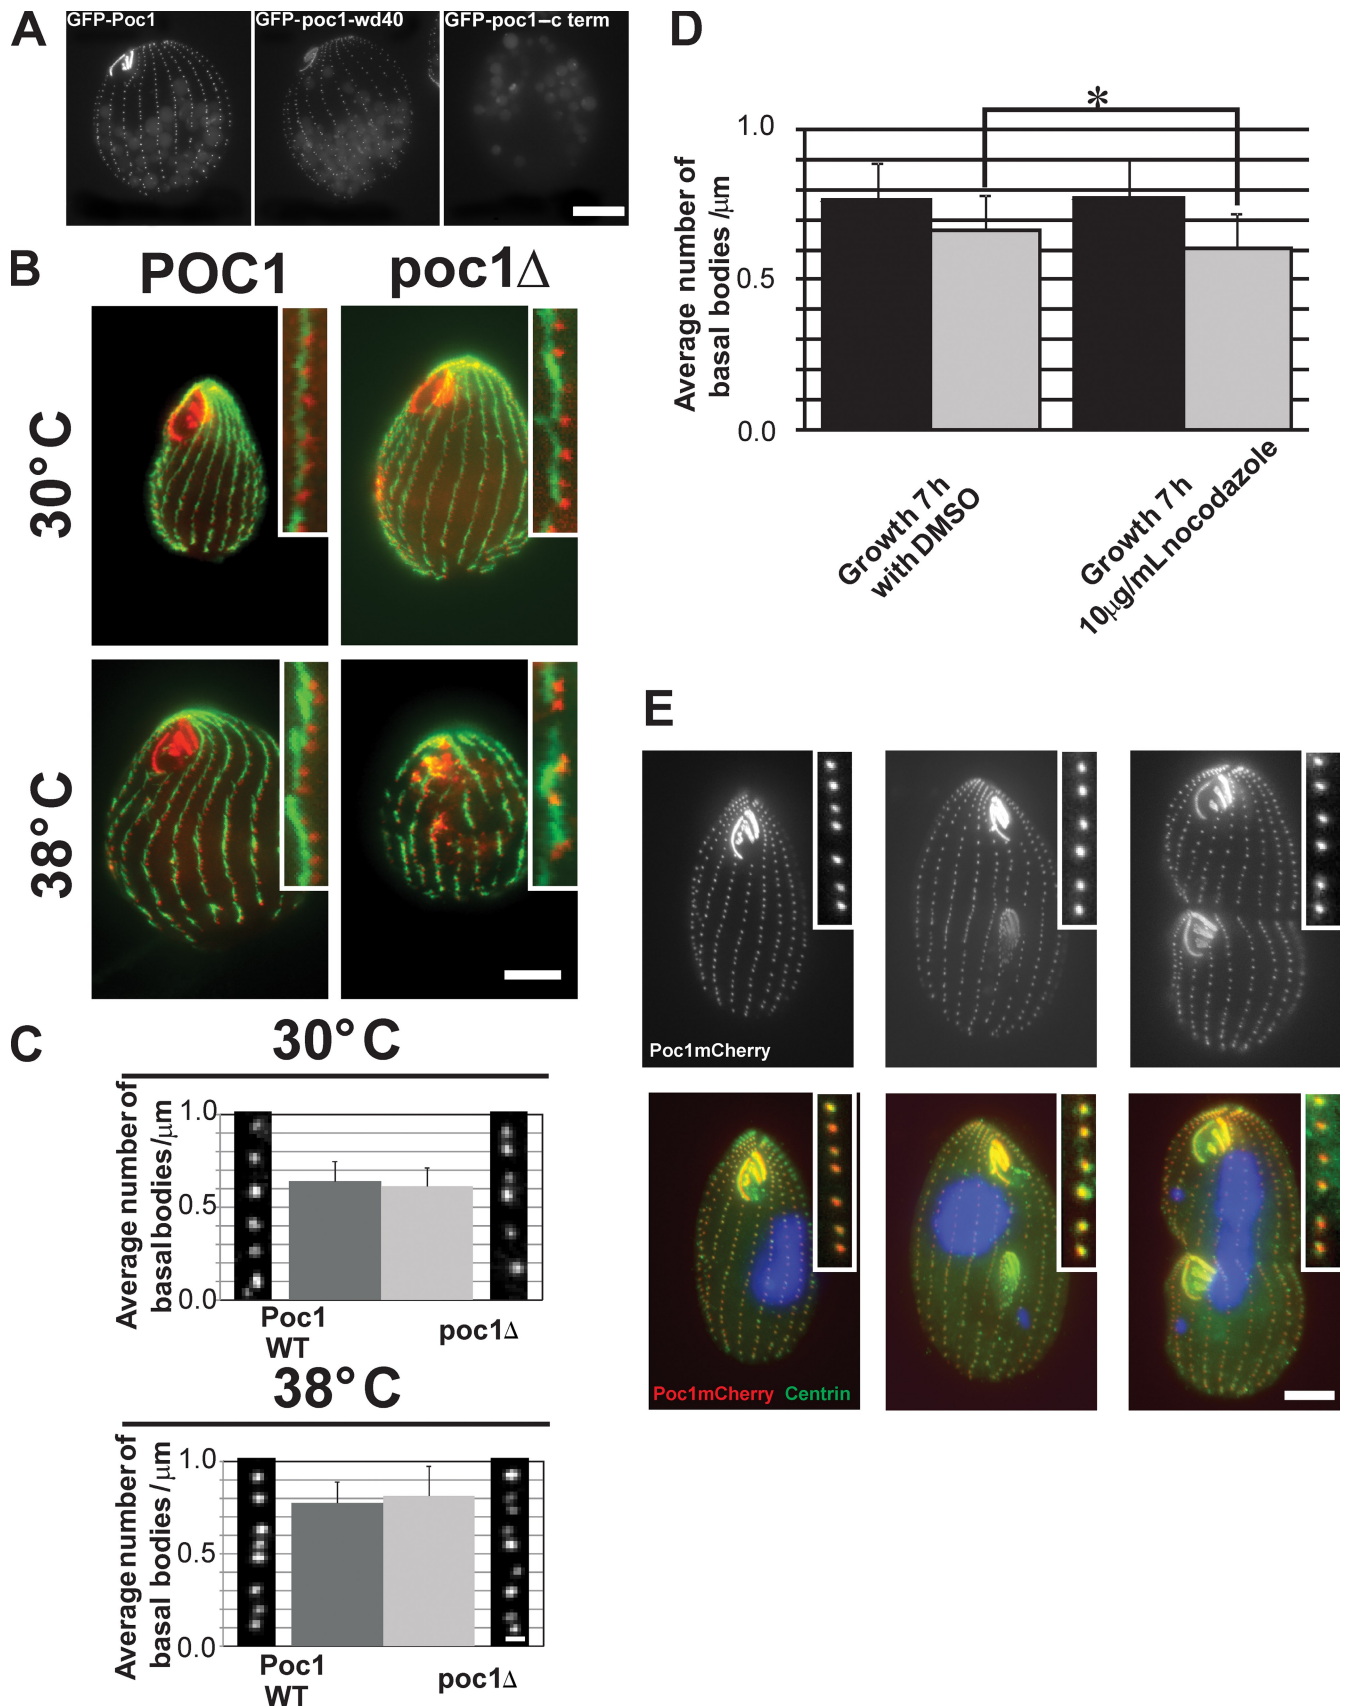 A
GFP-Poc1
GFP-poc1-wd40
GFP-poc1–c term
B
POC1
poc1Δ
30°C
38°C
C
30°C
Average number of
basal bodies/μm
1.0
0.5
0.0
Poc1
WT
poc1Δ
38°C
Average number of
basal bodies /μm
1.0
0.5
0.0
Poc1
WT
poc1Δ
D
*
Average number of
basal bodies /μm
1.0
0.5
0.0
Growth 7 h
with DMSO
Growth 7 h
10μg/mL nocodazole
E
Poc1mCherry
Poc1mCherry Centrin